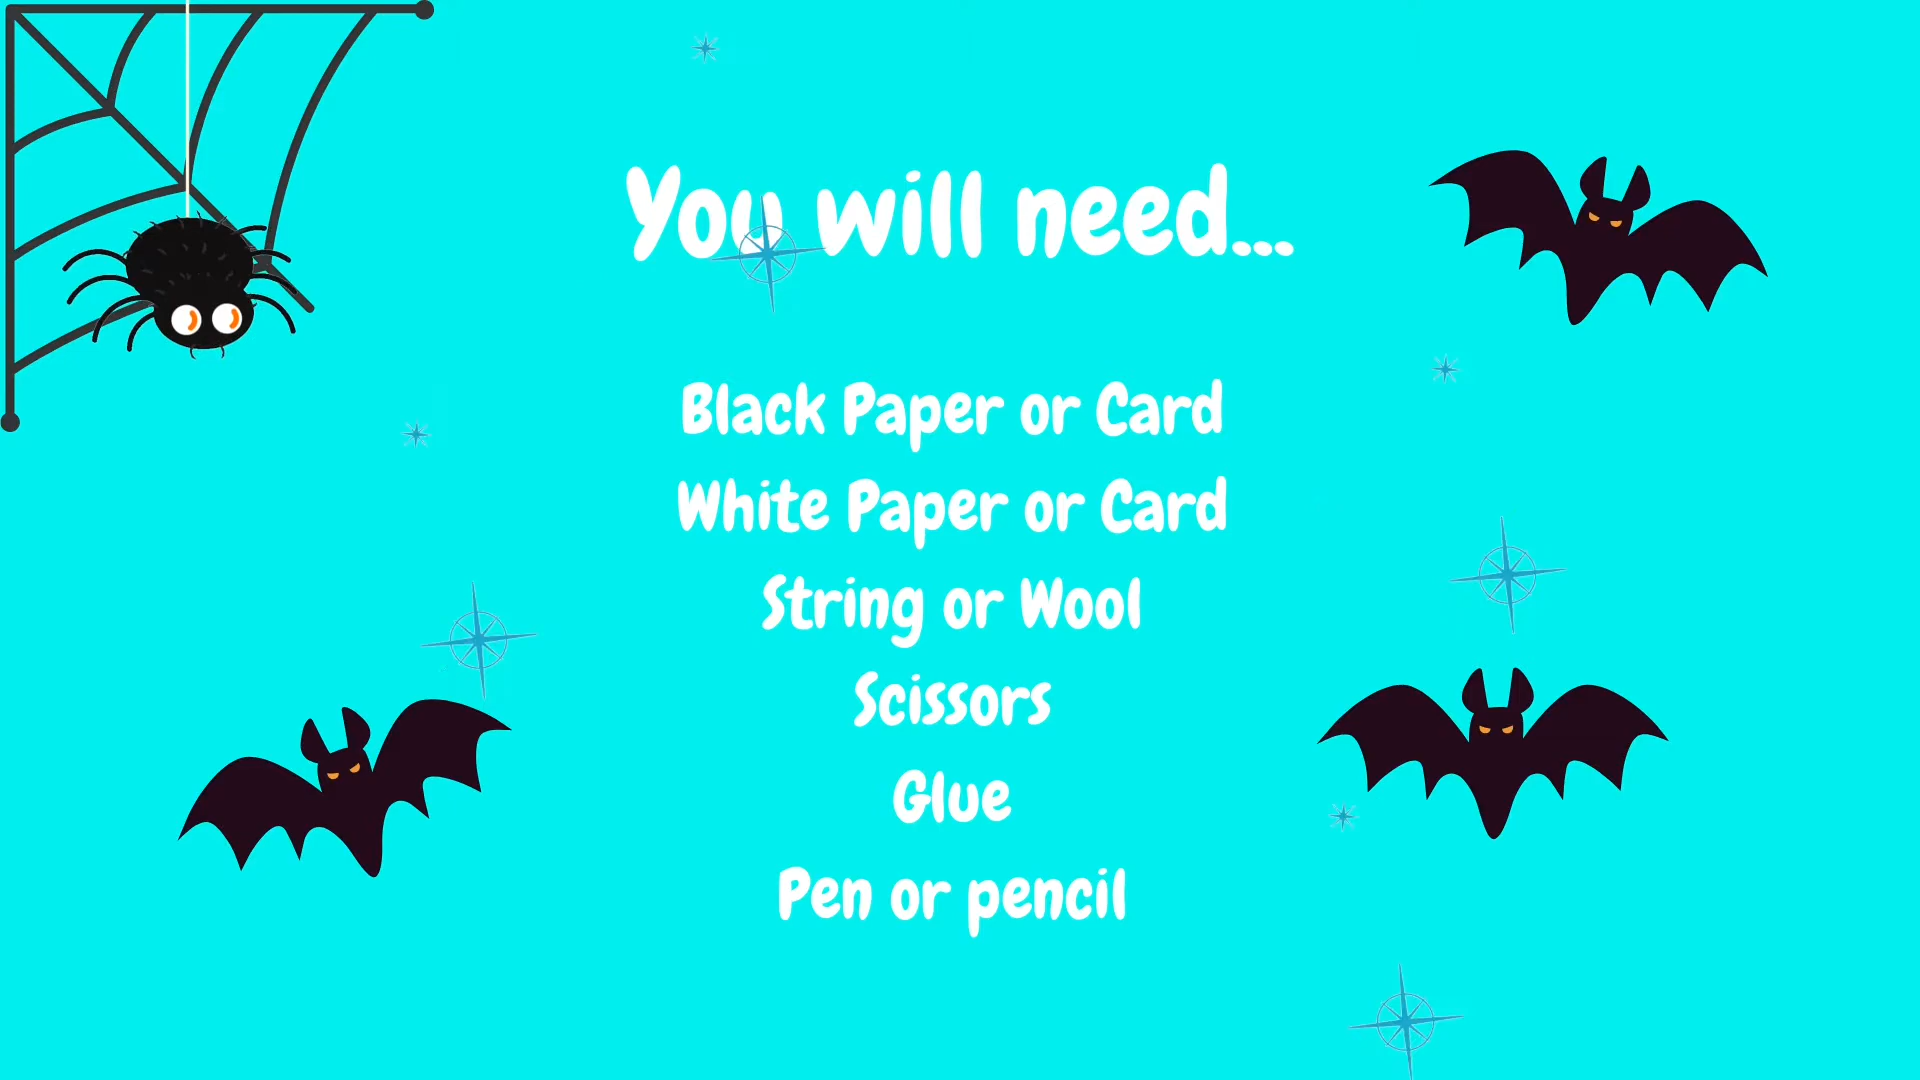 You will need...
Black Paper or Card
White Paper or Card
String or Wool
Scissors
Glue
Pen or pencil